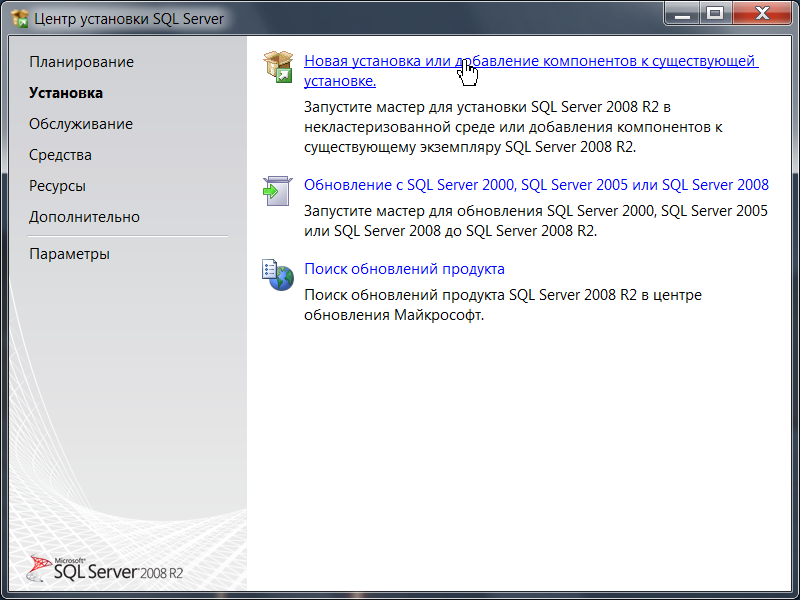 Центр установки SQL Server
Планирование
Установка
Обслуживание
Средства
Ресурсы
Дополнительно
Параметры
Microsoft®
SQL Server 2008 R2
Новая установка или добавление компонентов к существующей
установке.
Запустите мастер для установки SQL Server 2008 R2 в
некластеризованной среде или добавления компонентов к
существующему экземпляру SQL Server 2008 R2.
Обновление с SQL Server 2000, SQL Server 2005 или SQL Server 2008
Запустите мастер для обновления SQL Server 2000, SQL Server 2005
или SQL Server 2008 до SQL Server 2008 R2.
Поиск обновлений продукта
Поиск обновлений продукта SQL Server 2008 R2 в центре
обновления Майкрософт.